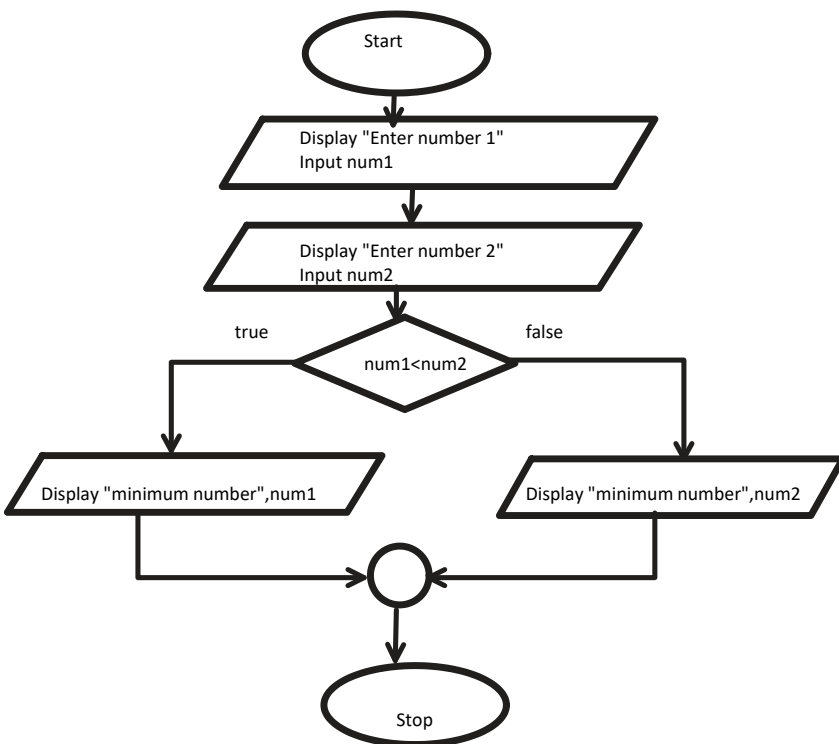 Start
Display "Enter number 1"
Input num1
Display "Enter number 2"
Input num2
true
false
num1<num2
Display "minimum number",num1
Display "minimum number",num2
Stop